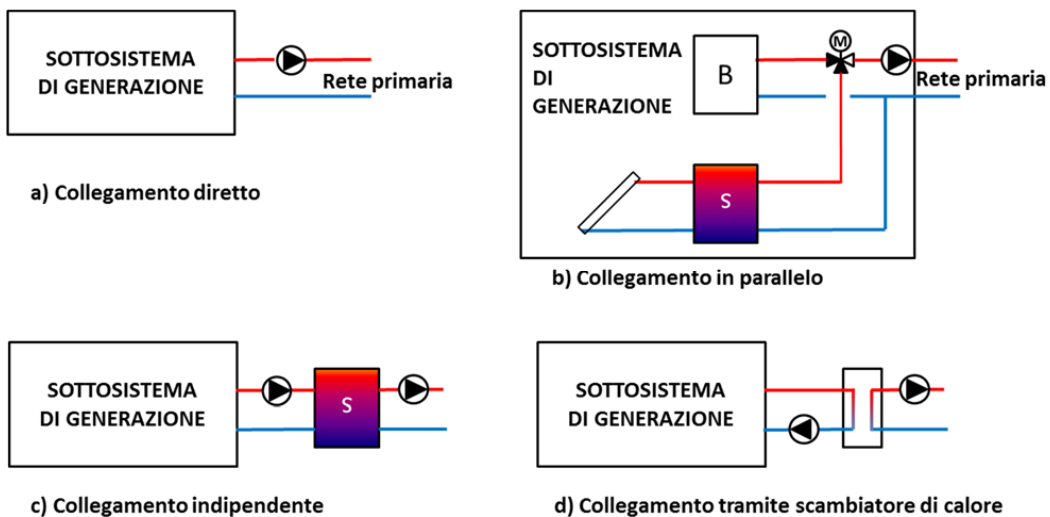 SOTTOSISTEMA
DI GENERAZIONE
Rete primaria
a) Collegamento diretto
SOTTOSISTEMA
DI
GENERAZIONE
B
M
Rete primaria
S
b) Collegamento in parallelo
SOTTOSISTEMA
DI GENERAZIONE
S
c) Collegamento indipendente
SOTTOSISTEMA
DI GENERAZIONE
d) Collegamento tramite scambiatore di calore